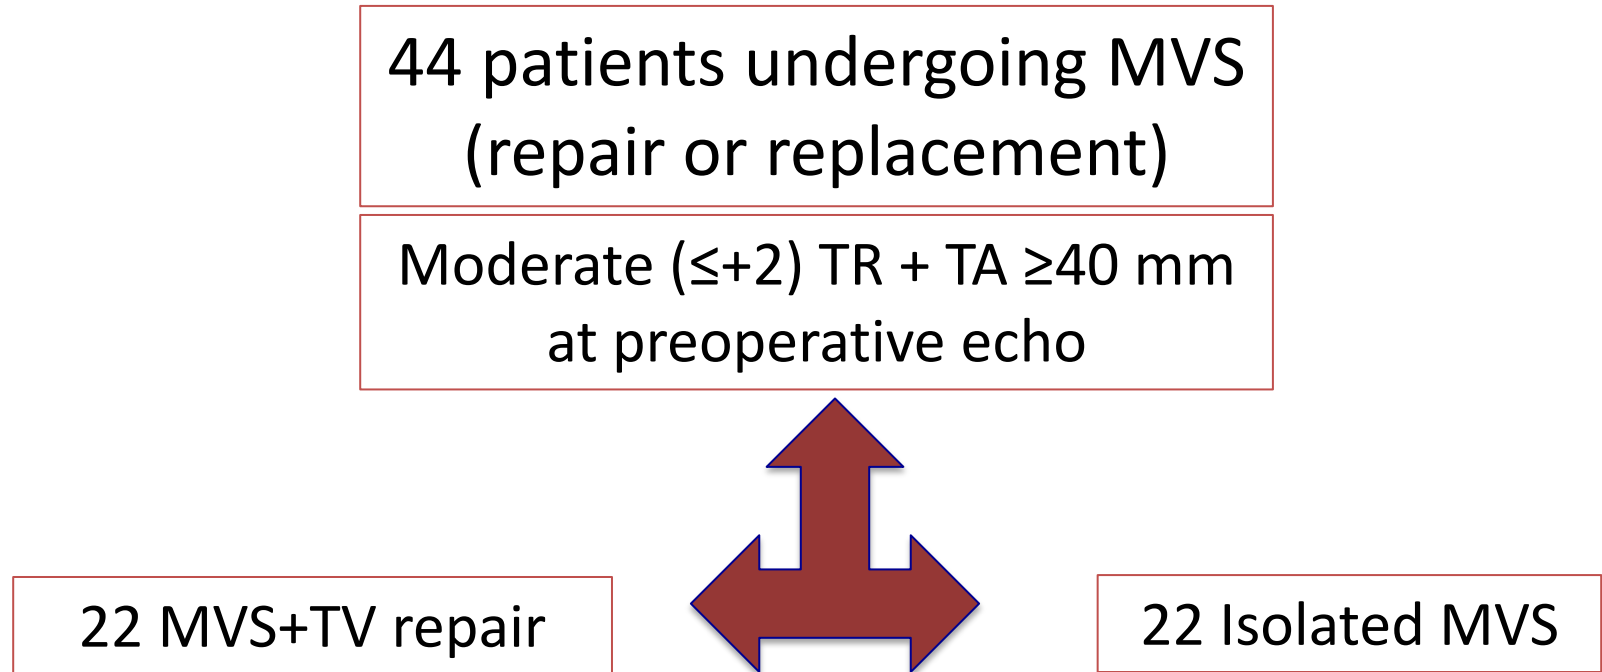 44 patients undergoing MVS
(repair or replacement)
Moderate (≤+2) TR + TA ≥40 mm
at preoperative echo
22 MVS+TV repair
22 Isolated MVS